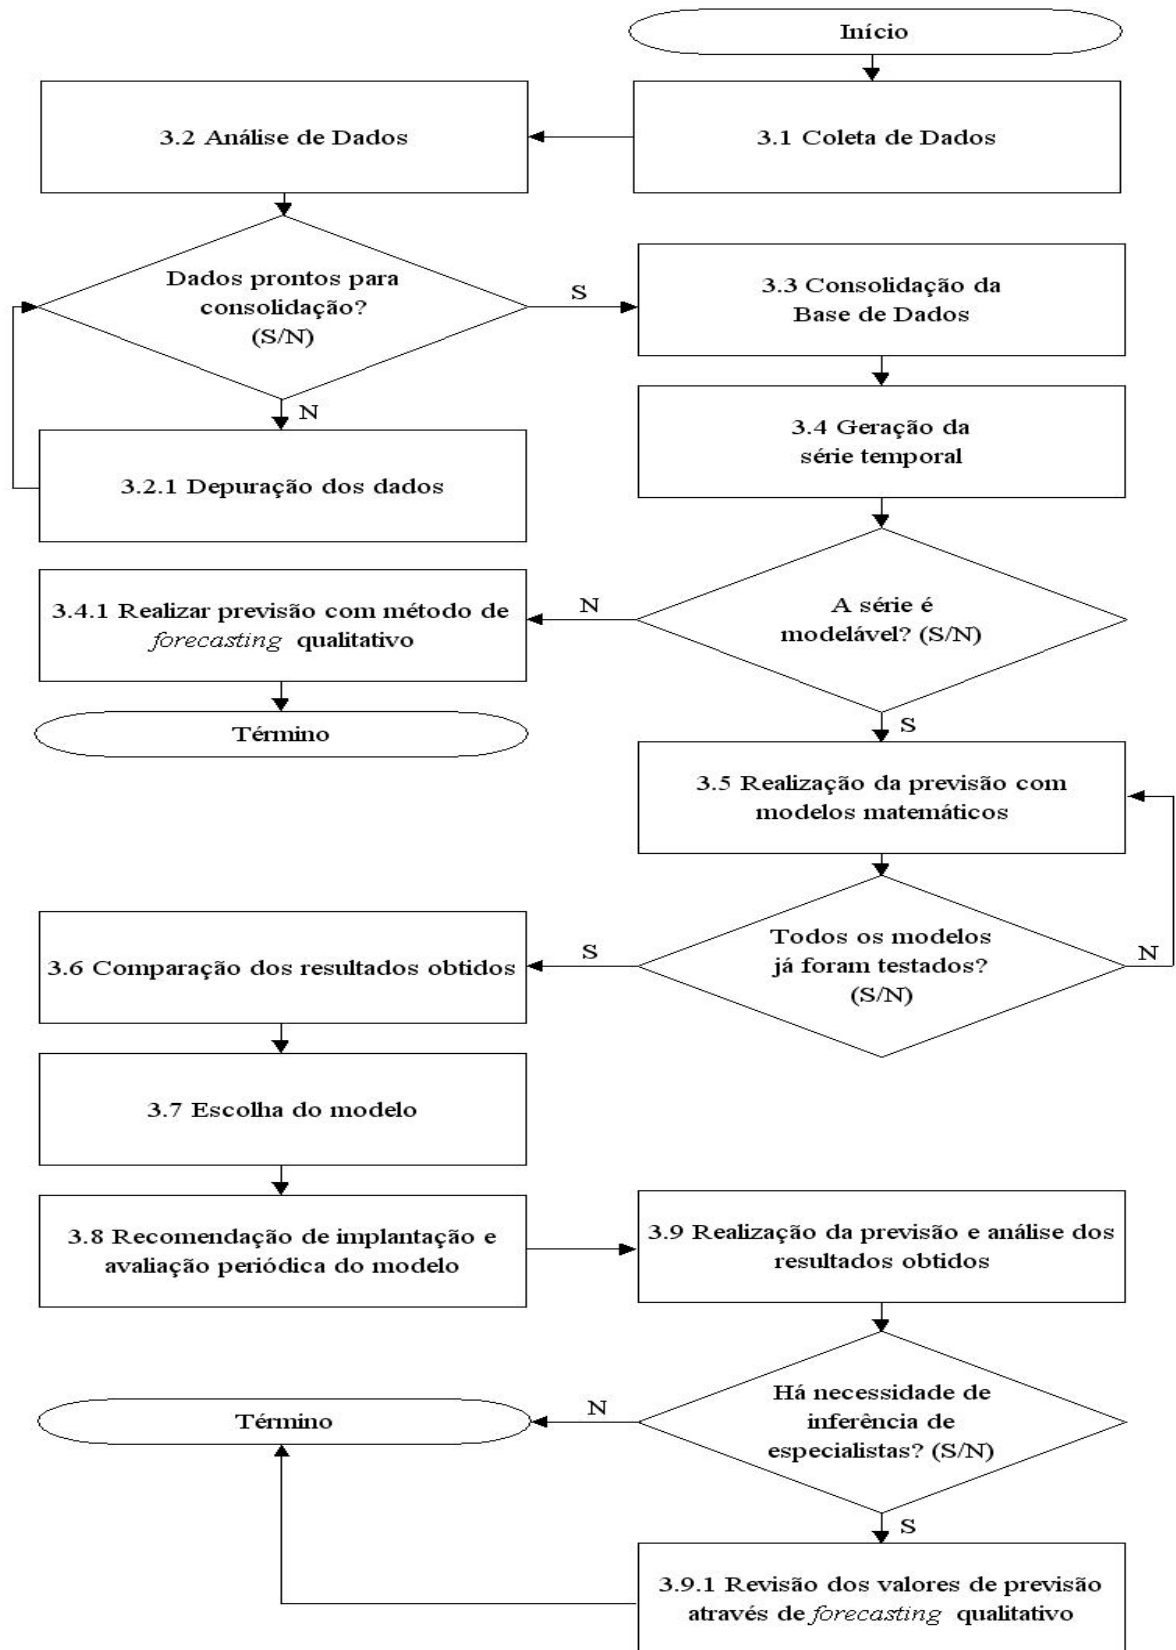 Início
3.1 Coleta de Dados
3.2 Análise de Dados
Dados prontos para
consolidação?
(S/N)
S
3.3 Consolidação da
Base de Dados
N
3.2.1 Depuração dos dados
3.4 Geração da
série temporal
A série é
modelável? (S/N)
N
3.4.1 Realizar previsão com método de
forecasting qualitativo
Término
S
3.5 Realização da previsão com
modelos matemáticos
Todos os modelos
já foram testados?
(S/N)
N
S
3.6 Comparação dos resultados obtidos
3.7 Escolha do modelo
3.8 Recomendação de implantação e
avaliação periódica do modelo
3.9 Realização da previsão e análise dos
resultados obtidos
Há necessidade de
inferência de
especialistas? (S/N)
N
Término
S
3.9.1 Revisão dos valores de previsão
através de forecasting qualitativo